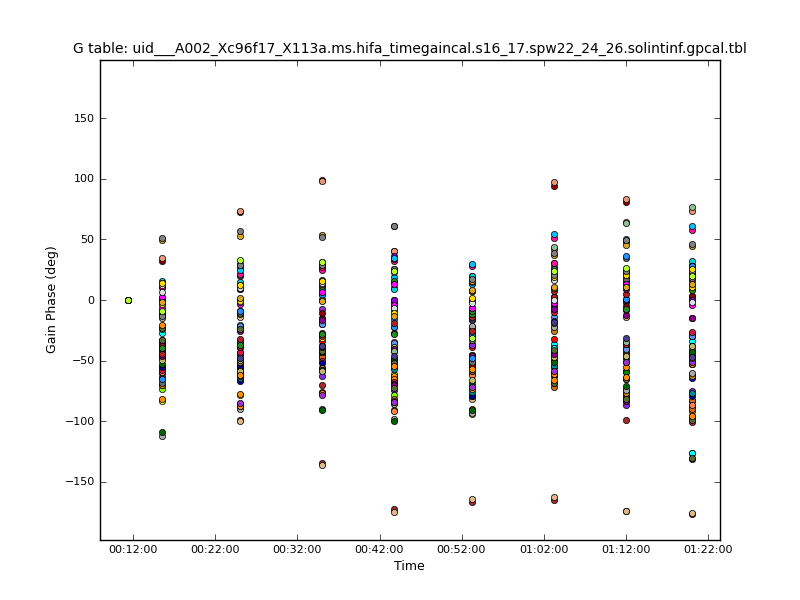 G table: uid___A002_Xc96f17_X113a.ms.hifa_timegaincal.s16_17.spw22_24_26.solintinf.gpcal.tbl
150
100
50
0
−50
−100
−150
Gain Phase (deg)
00:12:00 00:22:00 00:32:00 00:42:00 00:52:00 01:02:00 01:12:00 01:22:00
Time